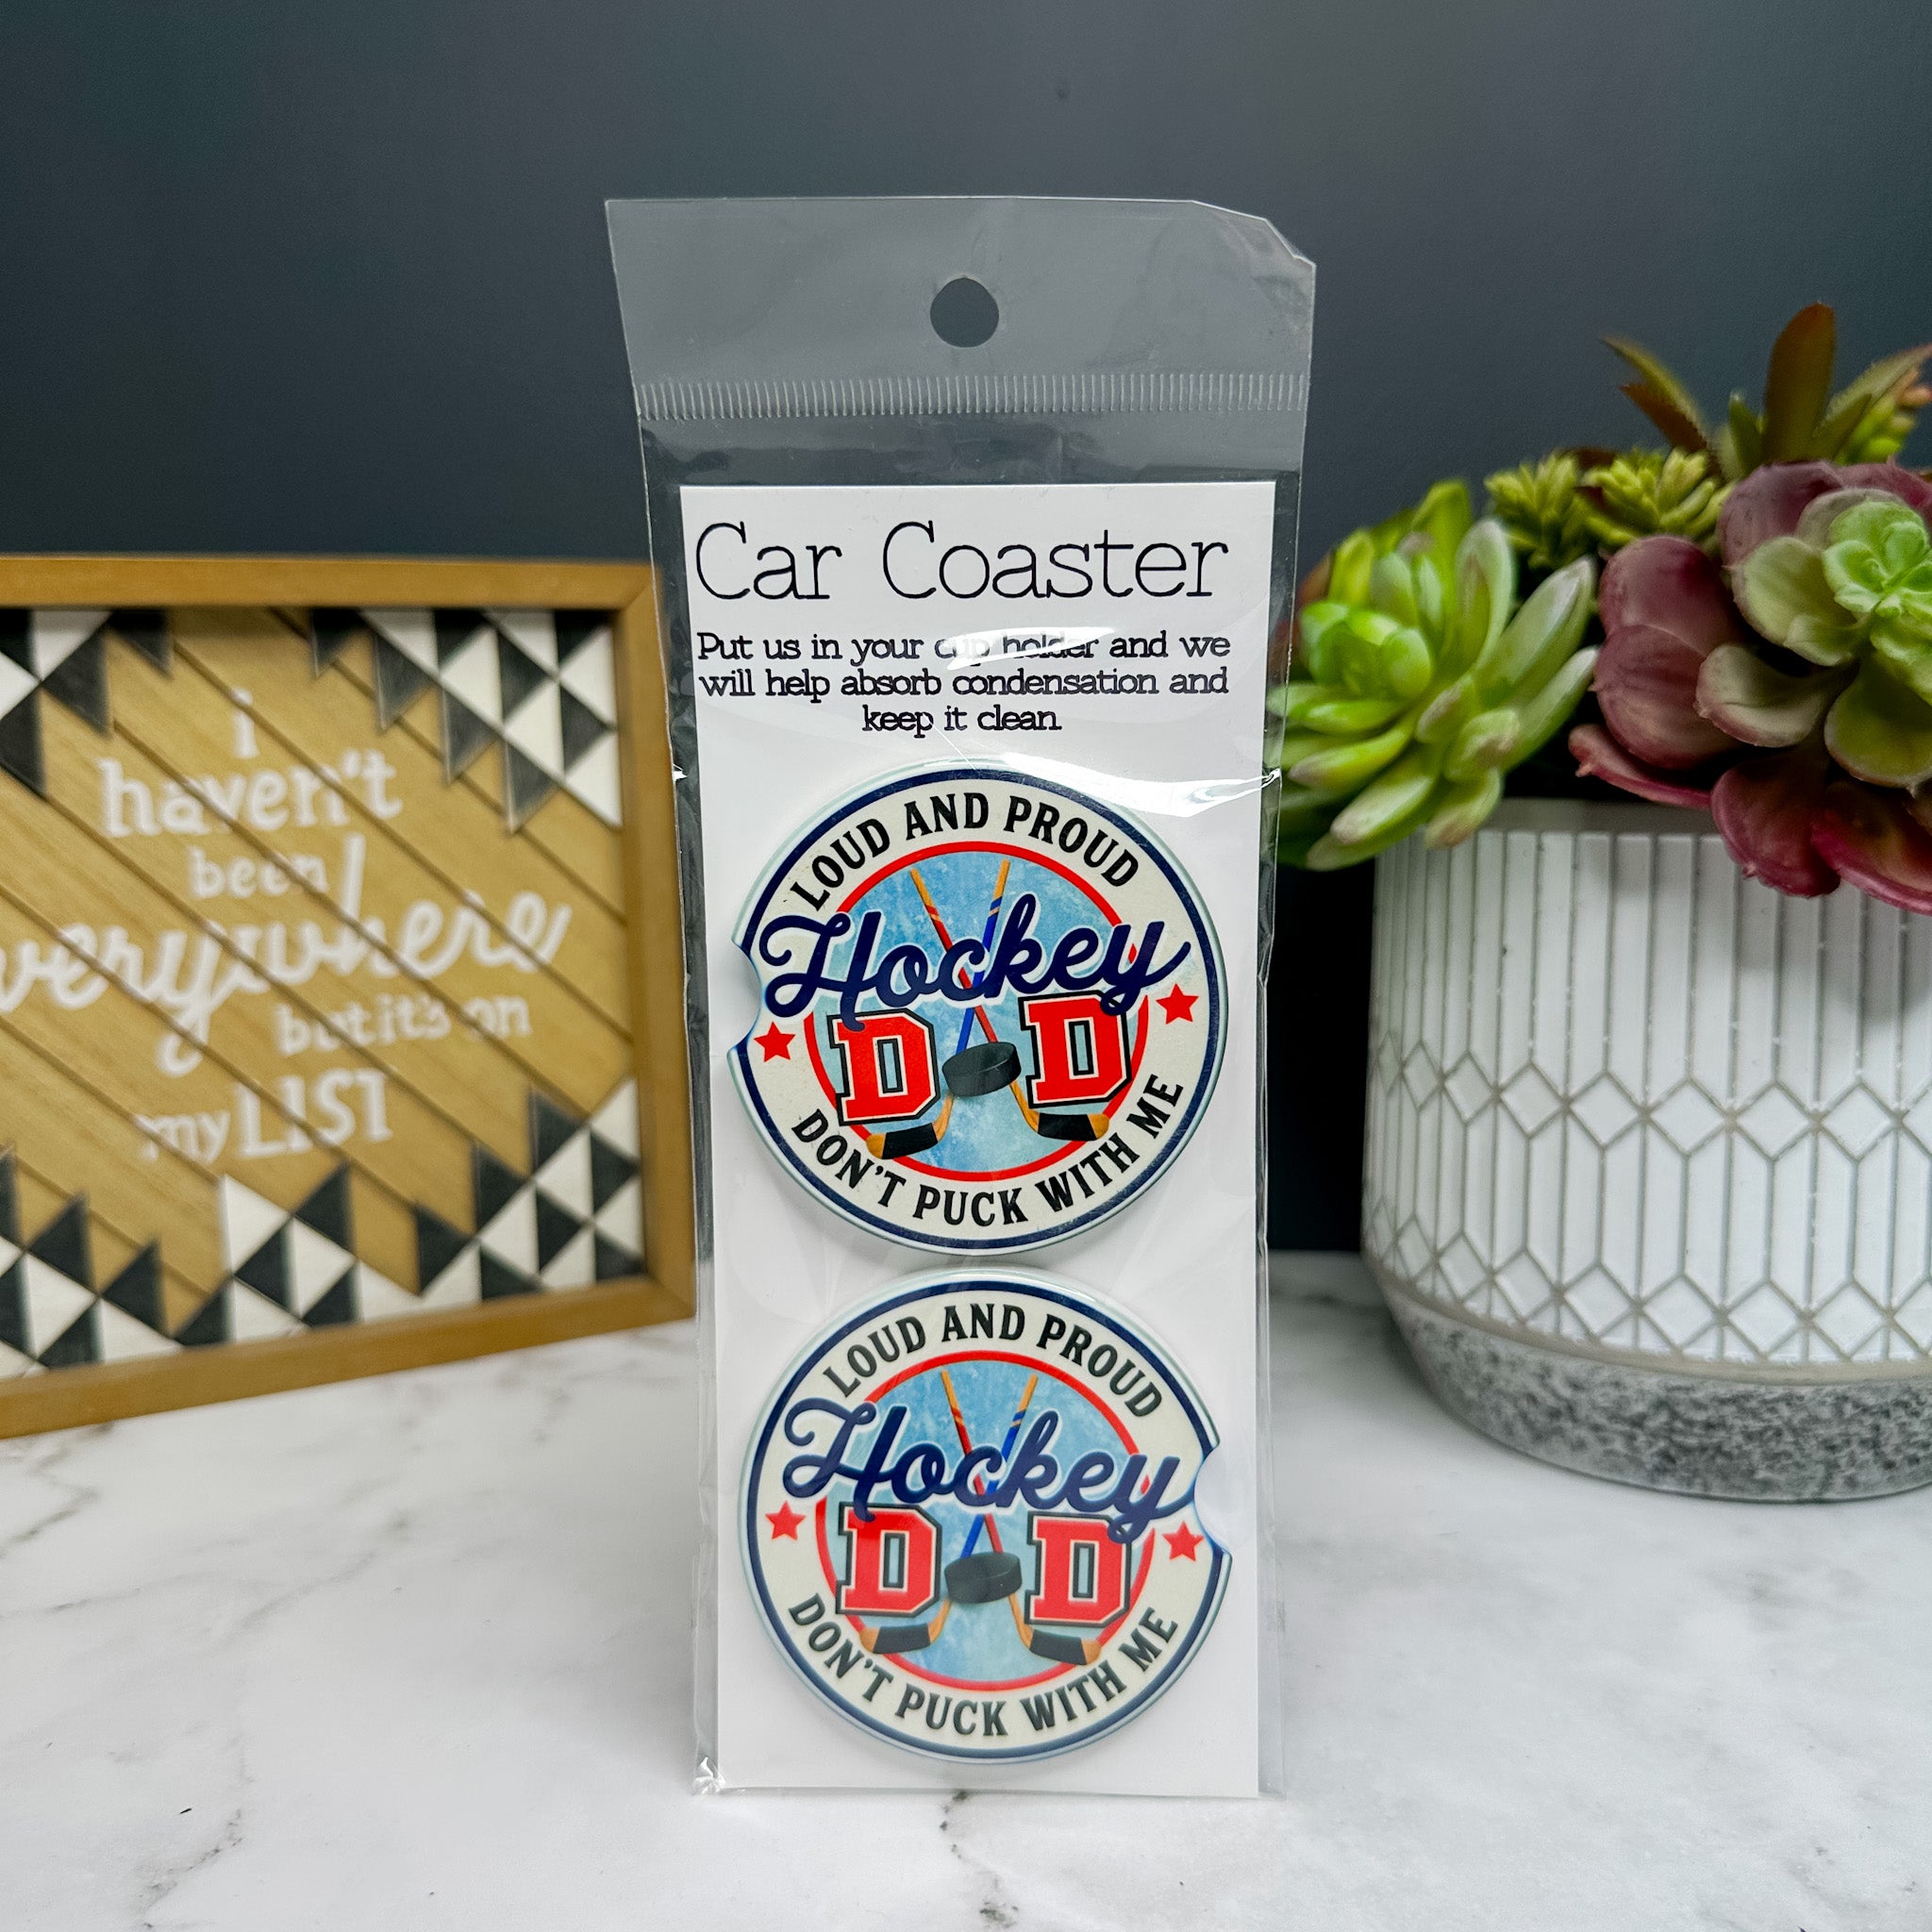 Car Coaster
Put us in your cup holder and we
will help absorb condensation and
keep it clean.
LOUD AND PROUD
Hockey
DAD
DON'T PUCK WITH ME
LOUD AND PROUD
Hockey
DAD
DON'T PUCK WITH ME
i
haven't
been
everywhere
but it's on
my LIST